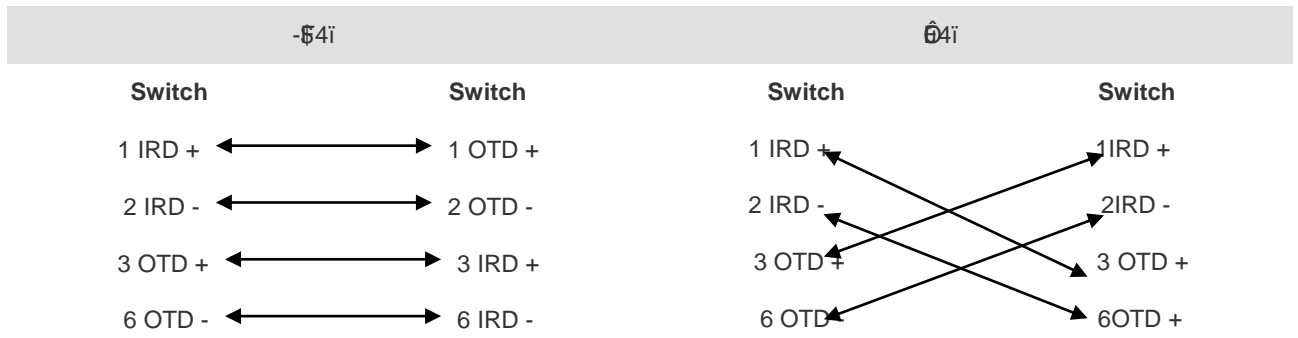 Switch Switch Switch Switch
1 IRD + 1 OTD + 1 IRD + 1IRD +
2 IRD - 2 OTD - 2 IRD - 2IRD -
3 OTD + 3 IRD + 3 OTD + 3 OTD +
6 OTD - 6 IRD - 6 OTD - 6OTD +